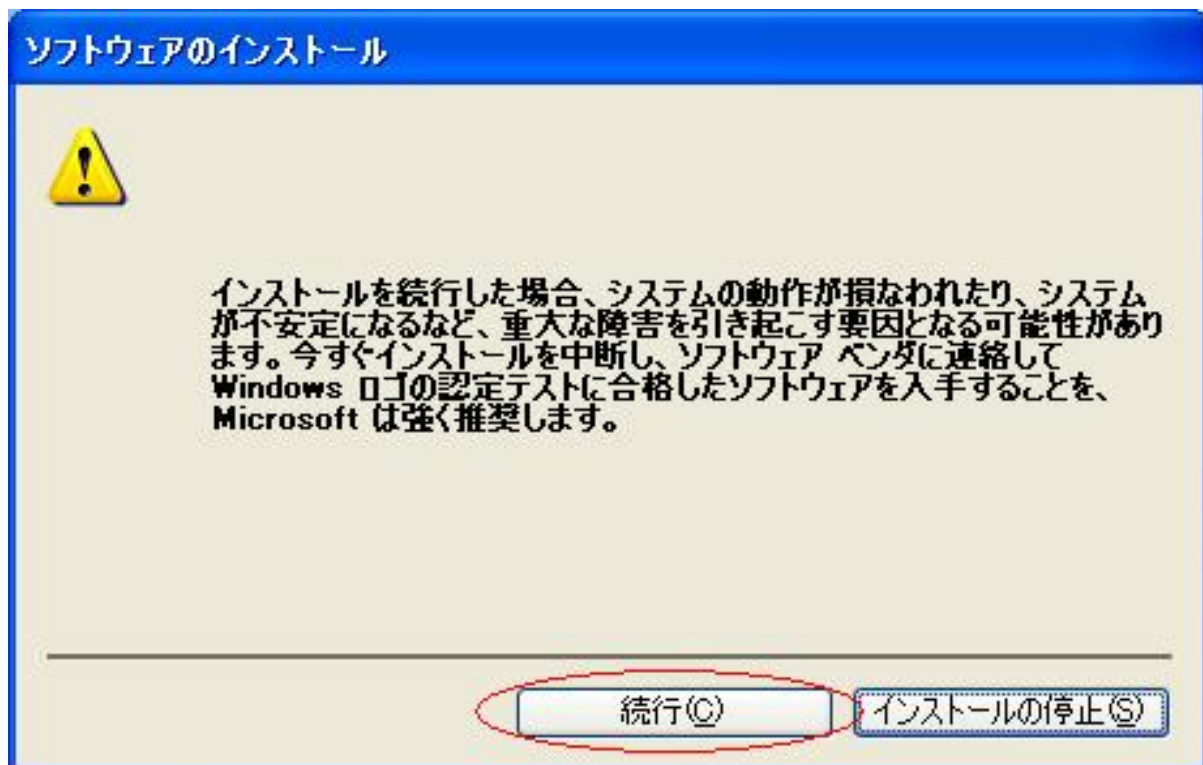 ソフトウェアのインストール
インストールを続行した場合、システムの動作が損なわれたり、システム
が不安定になるなど、重大な障害を引き起こす要因となる可能性があり
ます。今すぐインストールを中断し、ソフトウェア ベンダに連絡して
Windows ロゴの認定テストに合格したソフトウェアを入手することを、
Microsoft は強く推奨します。
続行(C)
インストールの停止(S)